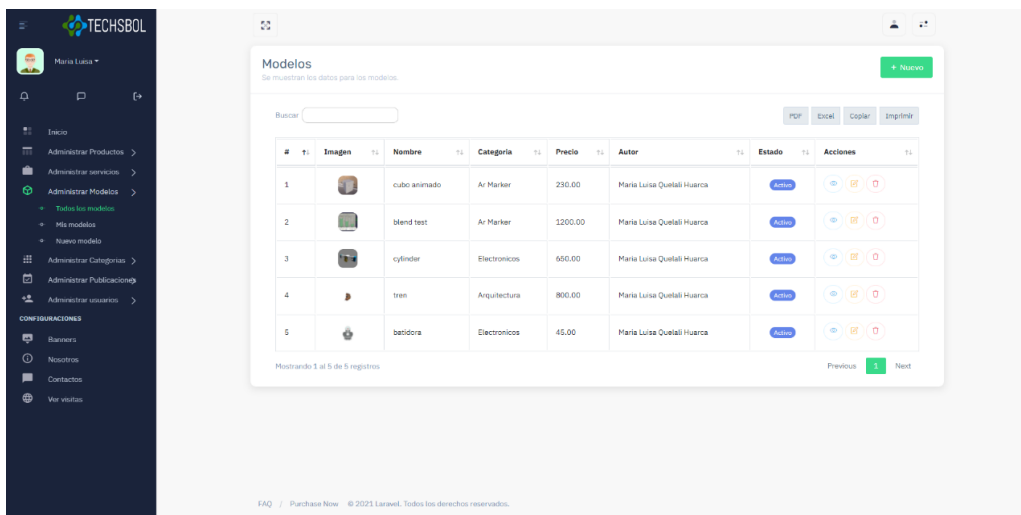 TECHSBOL
Maria Luisa
Inicio
Administrar Productos
Administrar servicios
Administrar Modelos
Todos los modelos
Mis modelos
Nuevo modelo
Administrar Categorias
Administrar Publicaciones
Administrar usuarios
CONFIGURACIONES
Banners
Nosotros
Contactos
Ver visitas
Modelos
Se muestran los datos para los modelos.
+ Nuevo
Buscar
PDF Excel Copiar Imprimir
# Imagen Nombre Categoria Precio Autor Estado Acciones
1 cubo animado Ar Marker 230.00 Maria Luisa Quelali Huarca Activo
2 blend test Ar Marker 1200.00 Maria Luisa Quelali Huarca Activo
3 cylinder Electronicos 650.00 Maria Luisa Quelali Huarca Activo
4 tren Arquitectura 800.00 Maria Luisa Quelali Huarca Activo
5 batidora Electronicos 45.00 Maria Luisa Quelali Huarca Activo
Mostrando 1 al 5 de 5 registros
Previous 1 Next
FAQ / Purchase Now © 2021 Laravel. Todos los derechos reservados.